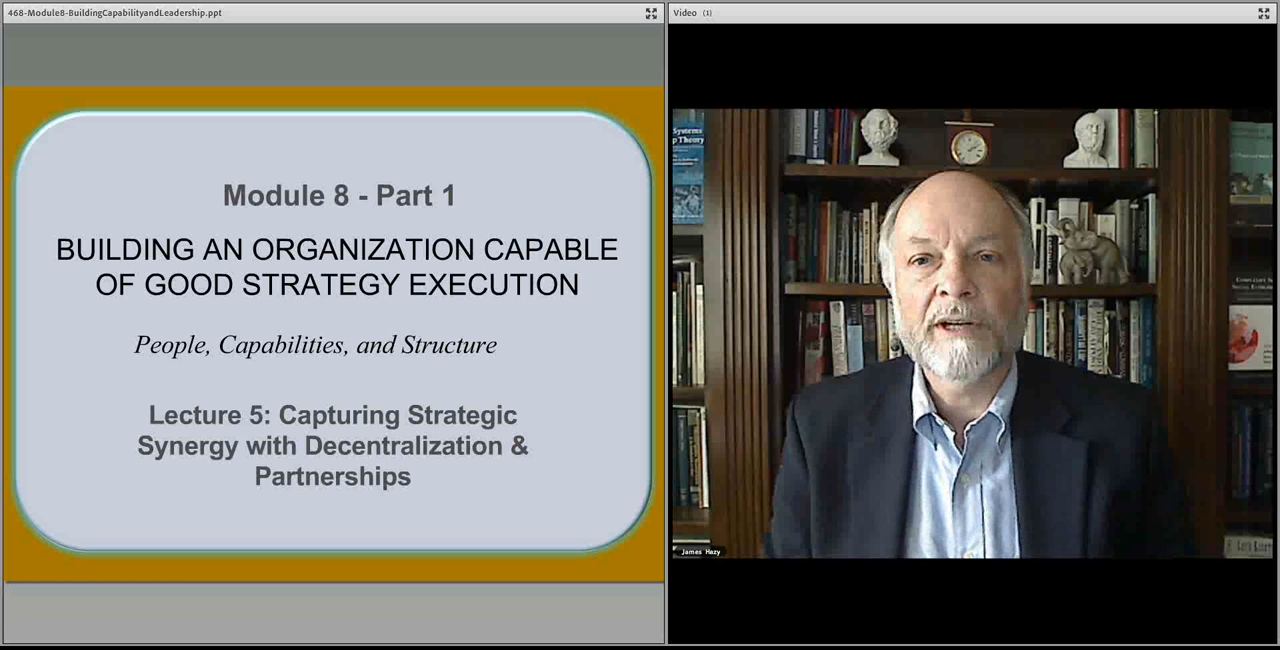 468-Module8-BuildingCapabilityandLeadership.ppt
Module 8 - Part 1
BUILDING AN ORGANIZATION CAPABLE
OF GOOD STRATEGY EXECUTION
People, Capabilities, and Structure
Lecture 5: Capturing Strategic
Synergy with Decentralization &
Partnerships
Video (1)
Systems
p Theory
James Hazy